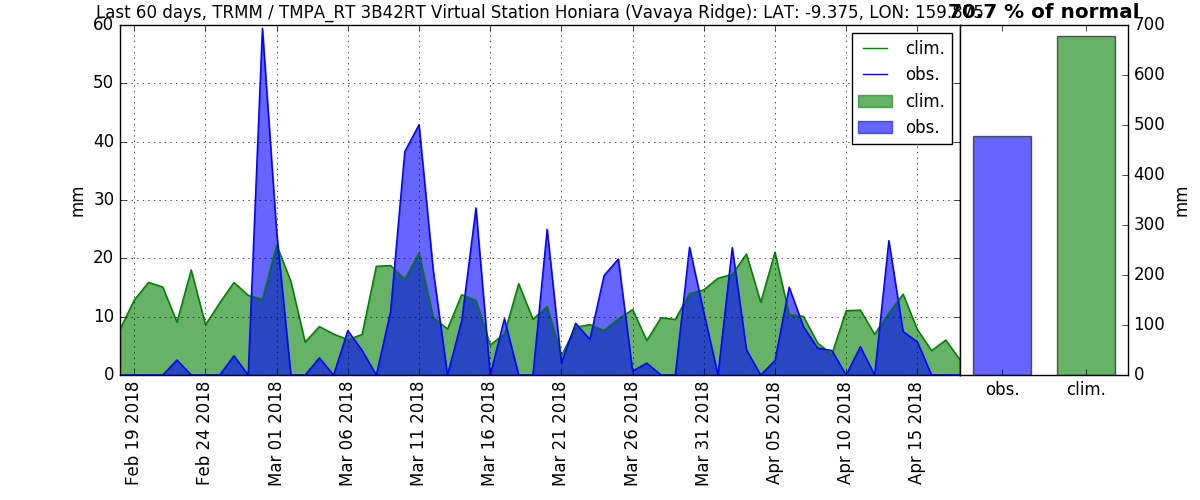 Last 60 days, TRMM / TMPA_RT 3B42RT Virtual Station Honiara (Vavaya Ridge): LAT: -9.375, LON:
70.7 % of normal
clim.
obs.
clim.
obs.
mm
60
50
40
30
20
10
0
Feb 19 2018
Feb 24 2018
Mar 01 2018
Mar 06 2018
Mar 11 2018
Mar 16 2018
Mar 21 2018
Mar 26 2018
Mar 31 2018
Apr 05 2018
Apr 10 2018
Apr 15 2018
obs.
clim.
700
600
500
400
300
200
100
0
mm